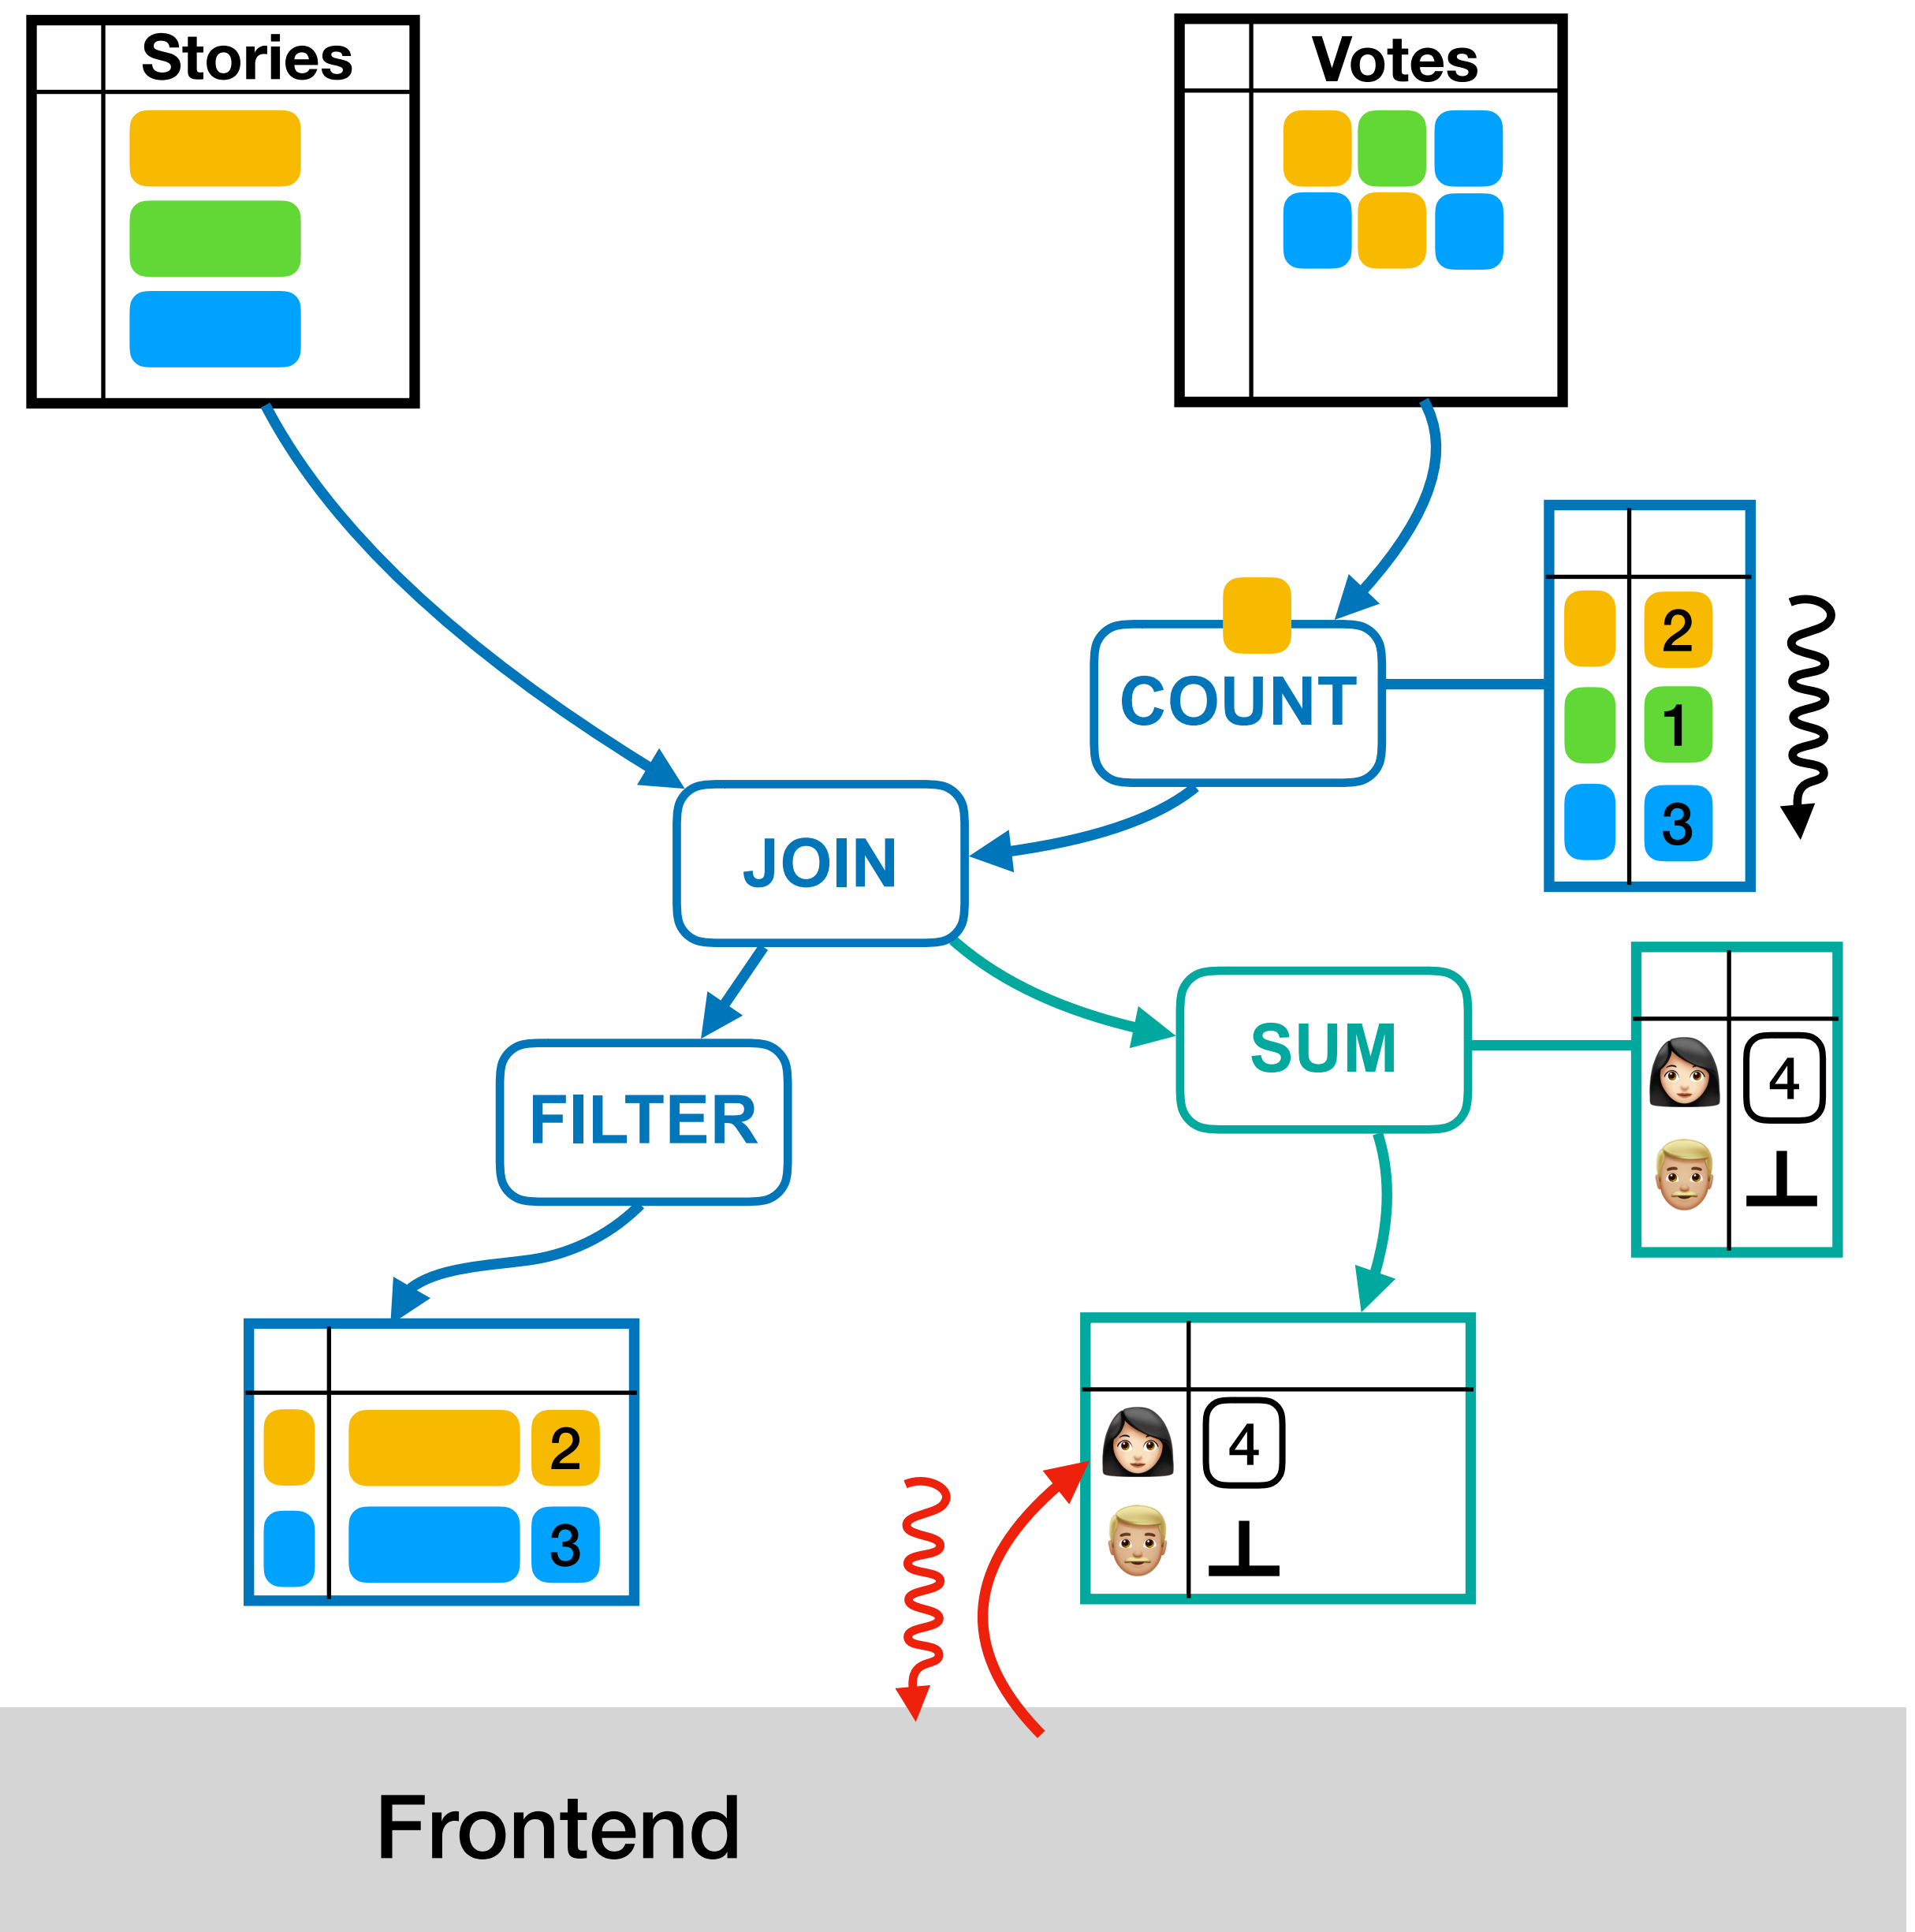 Stories
Votes
COUNT
2
1
3
JOIN
SUM
4
⊥
FILTER
2
3
4
⊥
Frontend